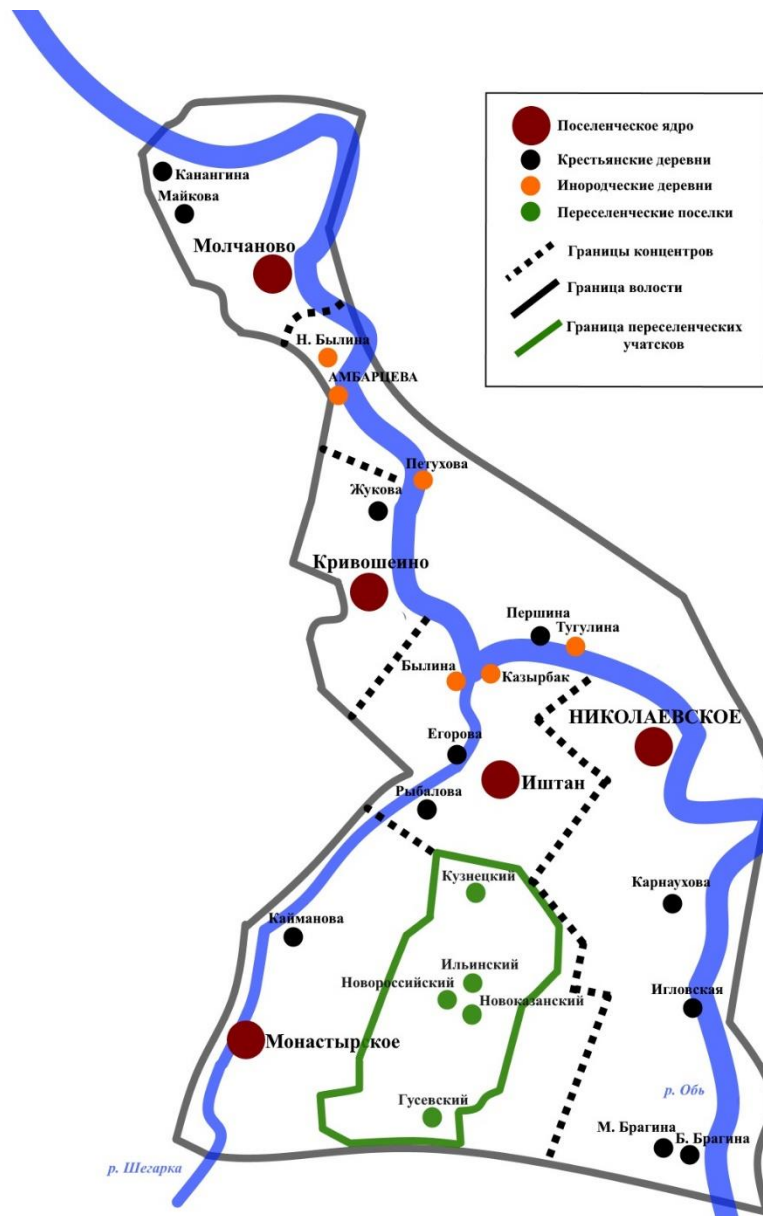 Поселенческое ядро
Крестьянские деревни
Инородческие деревни
Переселенческие поселки
Границы концентров
Граница волости
Граница переселенческих
учатсков
Канангина
Майкова
Молчаново
Н. Былина
АМБАРЦЕВА
Петухова
Жукова
Кривошеино
Першина
Тугулина
Былина
Казырбак
НИКОЛАЕВСКОЕ
Егорова
Иштан
Рыбалова
Кузнецкий
Карнаухова
Кайманова
Ильинский
Новороссийский
Новоказанский
Игловская
Монастырское
р. Обь
Гусевский
М. Брагина
Б. Брагина
р. Шегарка